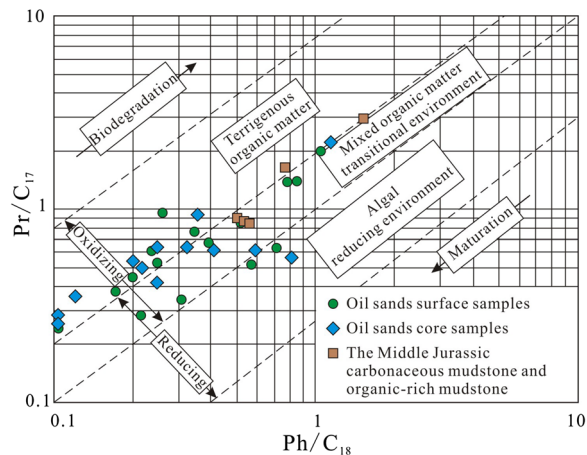 10
1
0.1
Pr/C17
Biodegradation
Terrigenous
organic matter
Mixed organic matter
transitional environment
Algal
reducing environment
Maturation
Oxidizing
Reducing
Oil sands surface samples
Oil sands core samples
The Middle Jurassic
carbonaceous mudstone and
organic-rich mudstone
0.1
1
10
Ph/C18